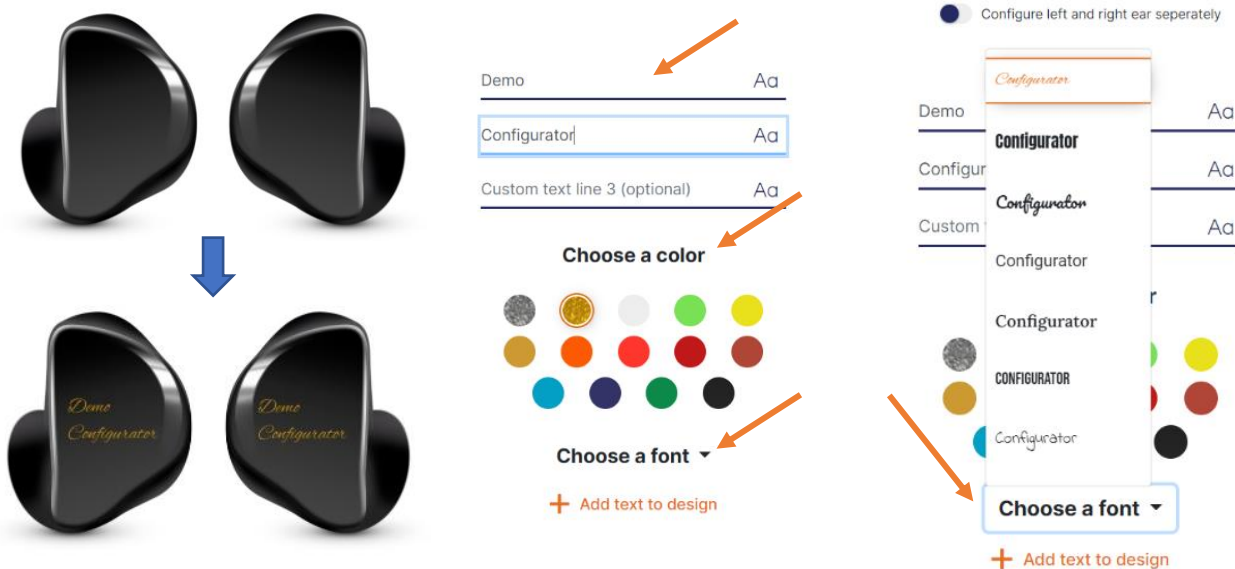 Demo
Configurator
Demo
Configurator
Demo Aa
Configurator Aa
Custom text line 3 (optional) Aa
Choose a color
Choose a font
+ Add text to design
Configure left and right ear seperately
Configurator
Demo Aa
Configurator
Configur Aa
Configurator
Custom Aa
Configurator
r
Configurator
CONFIGURATOR
Configurator
Choose a font
+ Add text to design